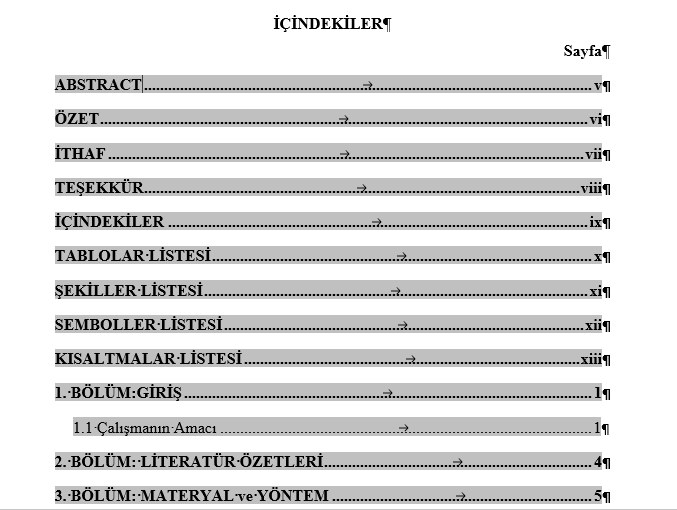 İÇİNDEKİLER¶
Sayfa¶
ABSTRACT..........→..........v¶
ÖZET..........→..........vi¶
İTHAF..........→..........vii¶
TEŞEKKÜR..........→..........viii¶
İÇİNDEKİLER ..........→..........ix¶
TABLOLAR·LİSTESİ..........→..........x¶
ŞEKİLLER·LİSTESİ..........→..........xi¶
SEMBOLLER·LİSTESİ..........→..........xii¶
KISALTMALAR·LİSTESİ..........→..........xiii¶
1.·BÖLÜM:GİRİŞ..........→..........1¶
1.1·Çalışmanın·Amacı ..........→..........1¶
2.·BÖLÜM:·LİTERATÜR·ÖZETLERİ..........→..........4¶
3.·BÖLÜM:·MATERYAL·ve·YÖNTEM ..........→..........5¶